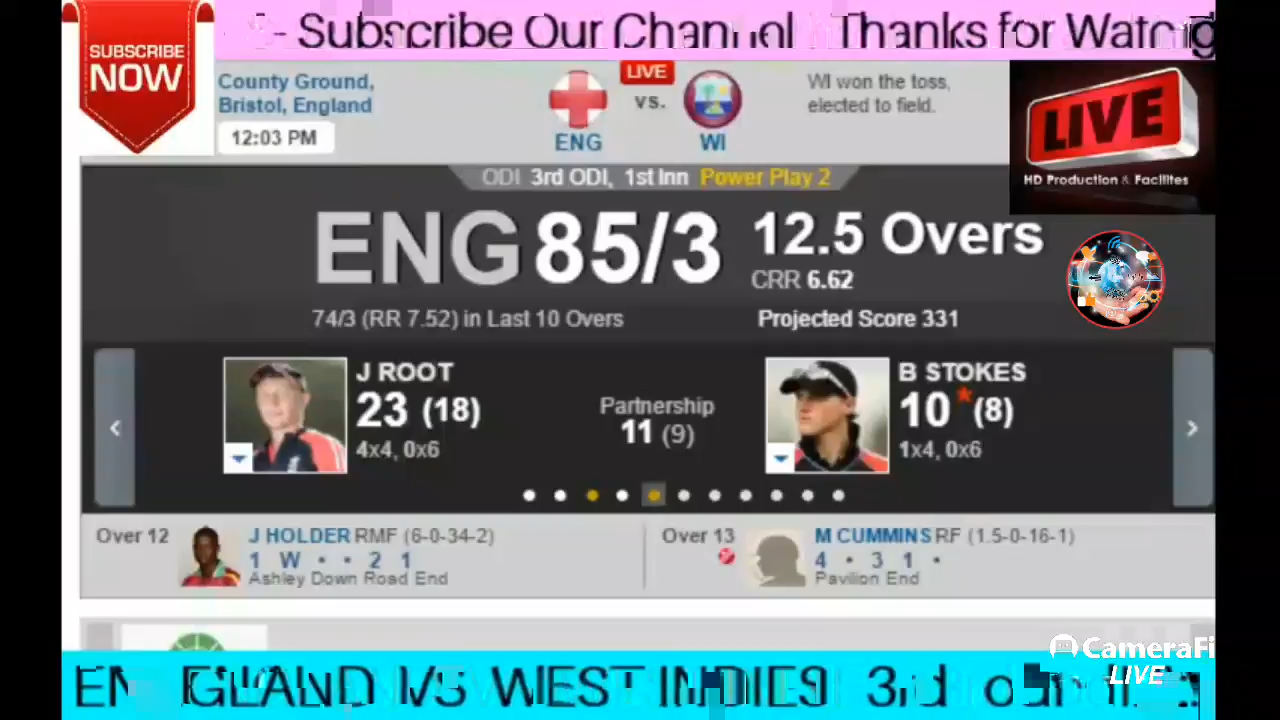 - Subscribe Our Channel Thanks for
SUBSCRIBE
NOW
County Ground,
Bristol, England
12:03 PM
LIVE
vs.
ENG
WI
WI won the toss,
elected to field.
LIVE
HD Production & Facilites
ODI 3rd ODI, 1st Inn Power Play 2
ENG 85/3
12.5 Overs
CRR 6.62
74/3 (RR 7.52) in Last 10 Overs
Projected Score 331
J ROOT
23 (18)
4x4, 0x6
Partnership
11 (9)
B STOKES
10 * (8)
1x4, 0x6
Over 12
J HOLDER RMF (6-0-34-2)
1 W • • 2 1
Ashley Down Road End
Over 13
M CUMMINS RF (1.5-0-16-1)
4 • 3 1 •
Pavilion End
CameraFi
LIVE
ENGLAND VS WEST INDIES 3rd